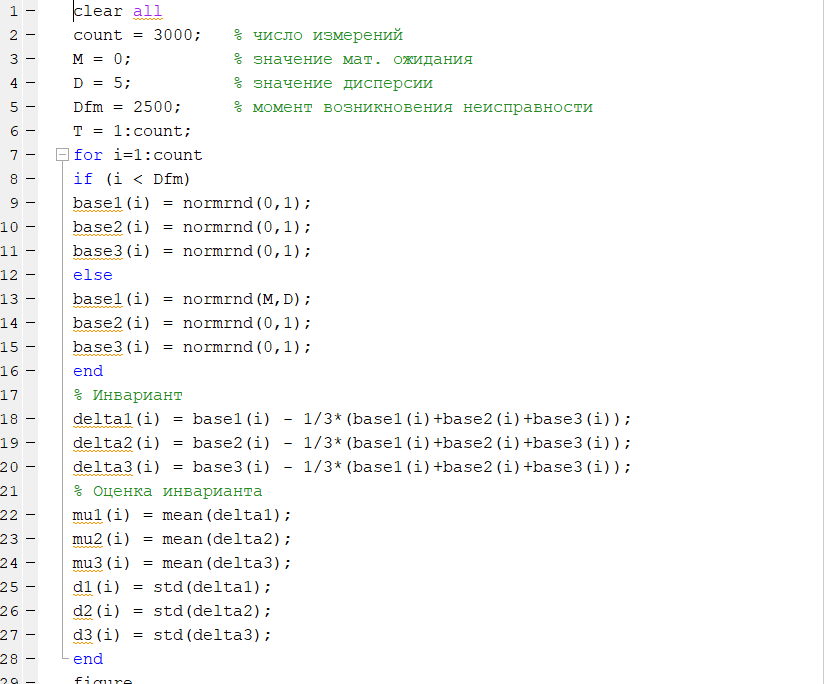 1 - clear all
2 - count = 3000; % число измерений
3 - M = 0; % значение мат. ожидания
4 - D = 5; % значение дисперсии
5 - Dfm = 2500; % момент возникновения неисправности
6 - T = 1:count;
7 - for i=1:count
8 - if (i < Dfm)
9 - base1(i) = normrnd(0,1);
10 - base2(i) = normrnd(0,1);
11 - base3(i) = normrnd(0,1);
12 - else
13 - base1(i) = normrnd(M,D);
14 - base2(i) = normrnd(0,1);
15 - base3(i) = normrnd(0,1);
16 - end
17 % Инвариант
18 - delta1(i) = base1(i) - 1/3*(base1(i)+base2(i)+base3(i));
19 - delta2(i) = base2(i) - 1/3*(base1(i)+base2(i)+base3(i));
20 - delta3(i) = base3(i) - 1/3*(base1(i)+base2(i)+base3(i));
21 % Оценка инварианта
22 - mu1(i) = mean(delta1);
23 - mu2(i) = mean(delta2);
24 - mu3(i) = mean(delta3);
25 - d1(i) = std(delta1);
26 - d2(i) = std(delta2);
27 - d3(i) = std(delta3);
28 - end
29 - figure